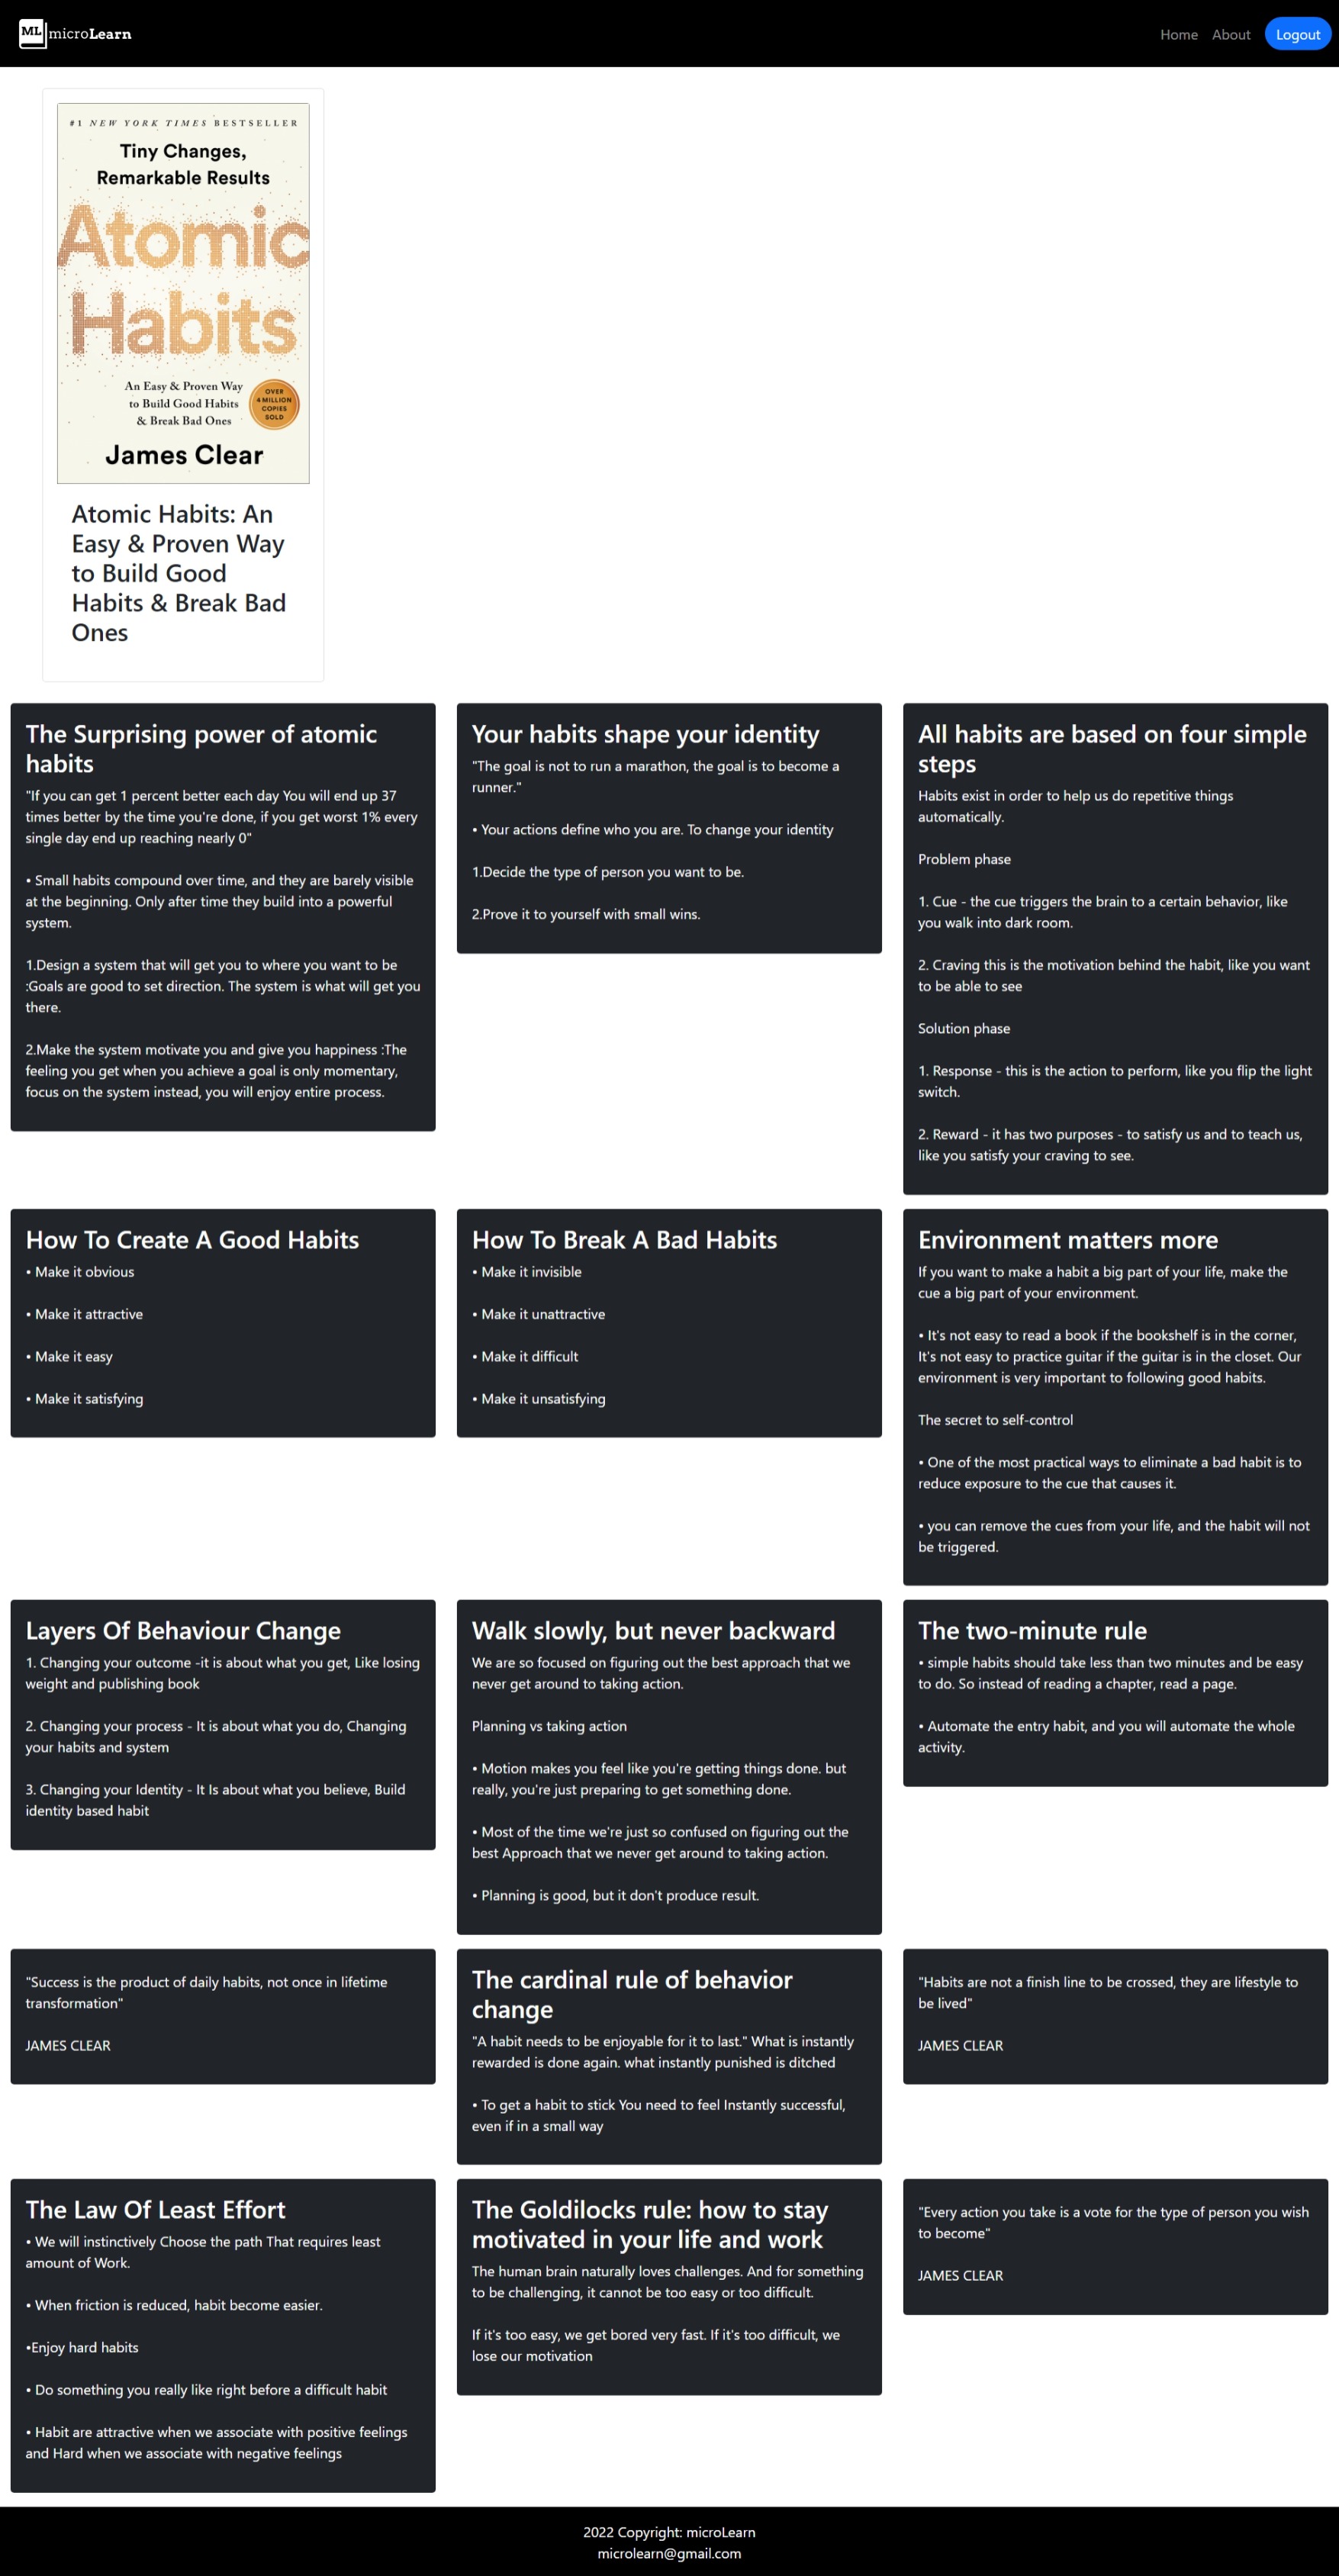 ML microLearn
Home About Logout
#1 NEW YORK TIMES BESTSELLER
Tiny Changes,
Remarkable Results
Atomic
Habits
An Easy & Proven Way
to Build Good Habits
& Break Bad Ones
OVER
4 MILLION
COPIES
SOLD
James Clear
Atomic Habits: An
Easy & Proven Way
to Build Good
Habits & Break Bad
Ones
The Surprising power of atomic
habits
"If you can get 1 percent better each day You will end up 37
times better by the time you're done, if you get worst 1% every
single day end up reaching nearly 0"
• Small habits compound over time, and they are barely visible
at the beginning. Only after time they build into a powerful
system.
1.Design a system that will get you to where you want to be
:Goals are good to set direction. The system is what will get you
there.
2.Make the system motivate you and give you happiness :The
feeling you get when you achieve a goal is only momentary,
focus on the system instead, you will enjoy entire process.
Your habits shape your identity
"The goal is not to run a marathon, the goal is to become a
runner."
• Your actions define who you are. To change your identity
1.Decide the type of person you want to be.
2.Prove it to yourself with small wins.
All habits are based on four simple
steps
Habits exist in order to help us do repetitive things
automatically.
Problem phase
1. Cue - the cue triggers the brain to a certain behavior, like
you walk into dark room.
2. Craving this is the motivation behind the habit, like you want
to be able to see
Solution phase
1. Response - this is the action to perform, like you flip the light
switch.
2. Reward - it has two purposes - to satisfy us and to teach us,
like you satisfy your craving to see.
How To Create A Good Habits
• Make it obvious
• Make it attractive
• Make it easy
• Make it satisfying
How To Break A Bad Habits
• Make it invisible
• Make it unattractive
• Make it difficult
• Make it unsatisfying
Environment matters more
If you want to make a habit a big part of your life, make the
cue a big part of your environment.
• It's not easy to read a book if the bookshelf is in the corner,
It's not easy to practice guitar if the guitar is in the closet. Our
environment is very important to following good habits.
The secret to self-control
• One of the most practical ways to eliminate a bad habit is to
reduce exposure to the cue that causes it.
• you can remove the cues from your life, and the habit will not
be triggered.
Layers Of Behaviour Change
1. Changing your outcome -it is about what you get, Like losing
weight and publishing book
2. Changing your process - It is about what you do, Changing
your habits and system
3. Changing your Identity - It Is about what you believe, Build
identity based habit
Walk slowly, but never backward
We are so focused on figuring out the best approach that we
never get around to taking action.
Planning vs taking action
• Motion makes you feel like you're getting things done. but
really, you're just preparing to get something done.
• Most of the time we're just so confused on figuring out the
best Approach that we never get around to taking action.
• Planning is good, but it don't produce result.
The two-minute rule
• simple habits should take less than two minutes and be easy
to do. So instead of reading a chapter, read a page.
• Automate the entry habit, and you will automate the whole
activity.
"Success is the product of daily habits, not once in lifetime
transformation"
JAMES CLEAR
The cardinal rule of behavior
change
"A habit needs to be enjoyable for it to last." What is instantly
rewarded is done again. what instantly punished is ditched
• To get a habit to stick You need to feel Instantly successful,
even if in a small way
"Habits are not a finish line to be crossed, they are lifestyle to
be lived"
JAMES CLEAR
The Law Of Least Effort
• We will instinctively Choose the path That requires least
amount of Work.
• When friction is reduced, habit become easier.
•Enjoy hard habits
• Do something you really like right before a difficult habit
• Habit are attractive when we associate with positive feelings
and Hard when we associate with negative feelings
The Goldilocks rule: how to stay
motivated in your life and work
The human brain naturally loves challenges. And for something
to be challenging, it cannot be too easy or too difficult.
If it's too easy, we get bored very fast. If it's too difficult, we
lose our motivation
"Every action you take is a vote for the type of person you wish
to become"
JAMES CLEAR
2022 Copyright: microLearn
microlearn@gmail.com